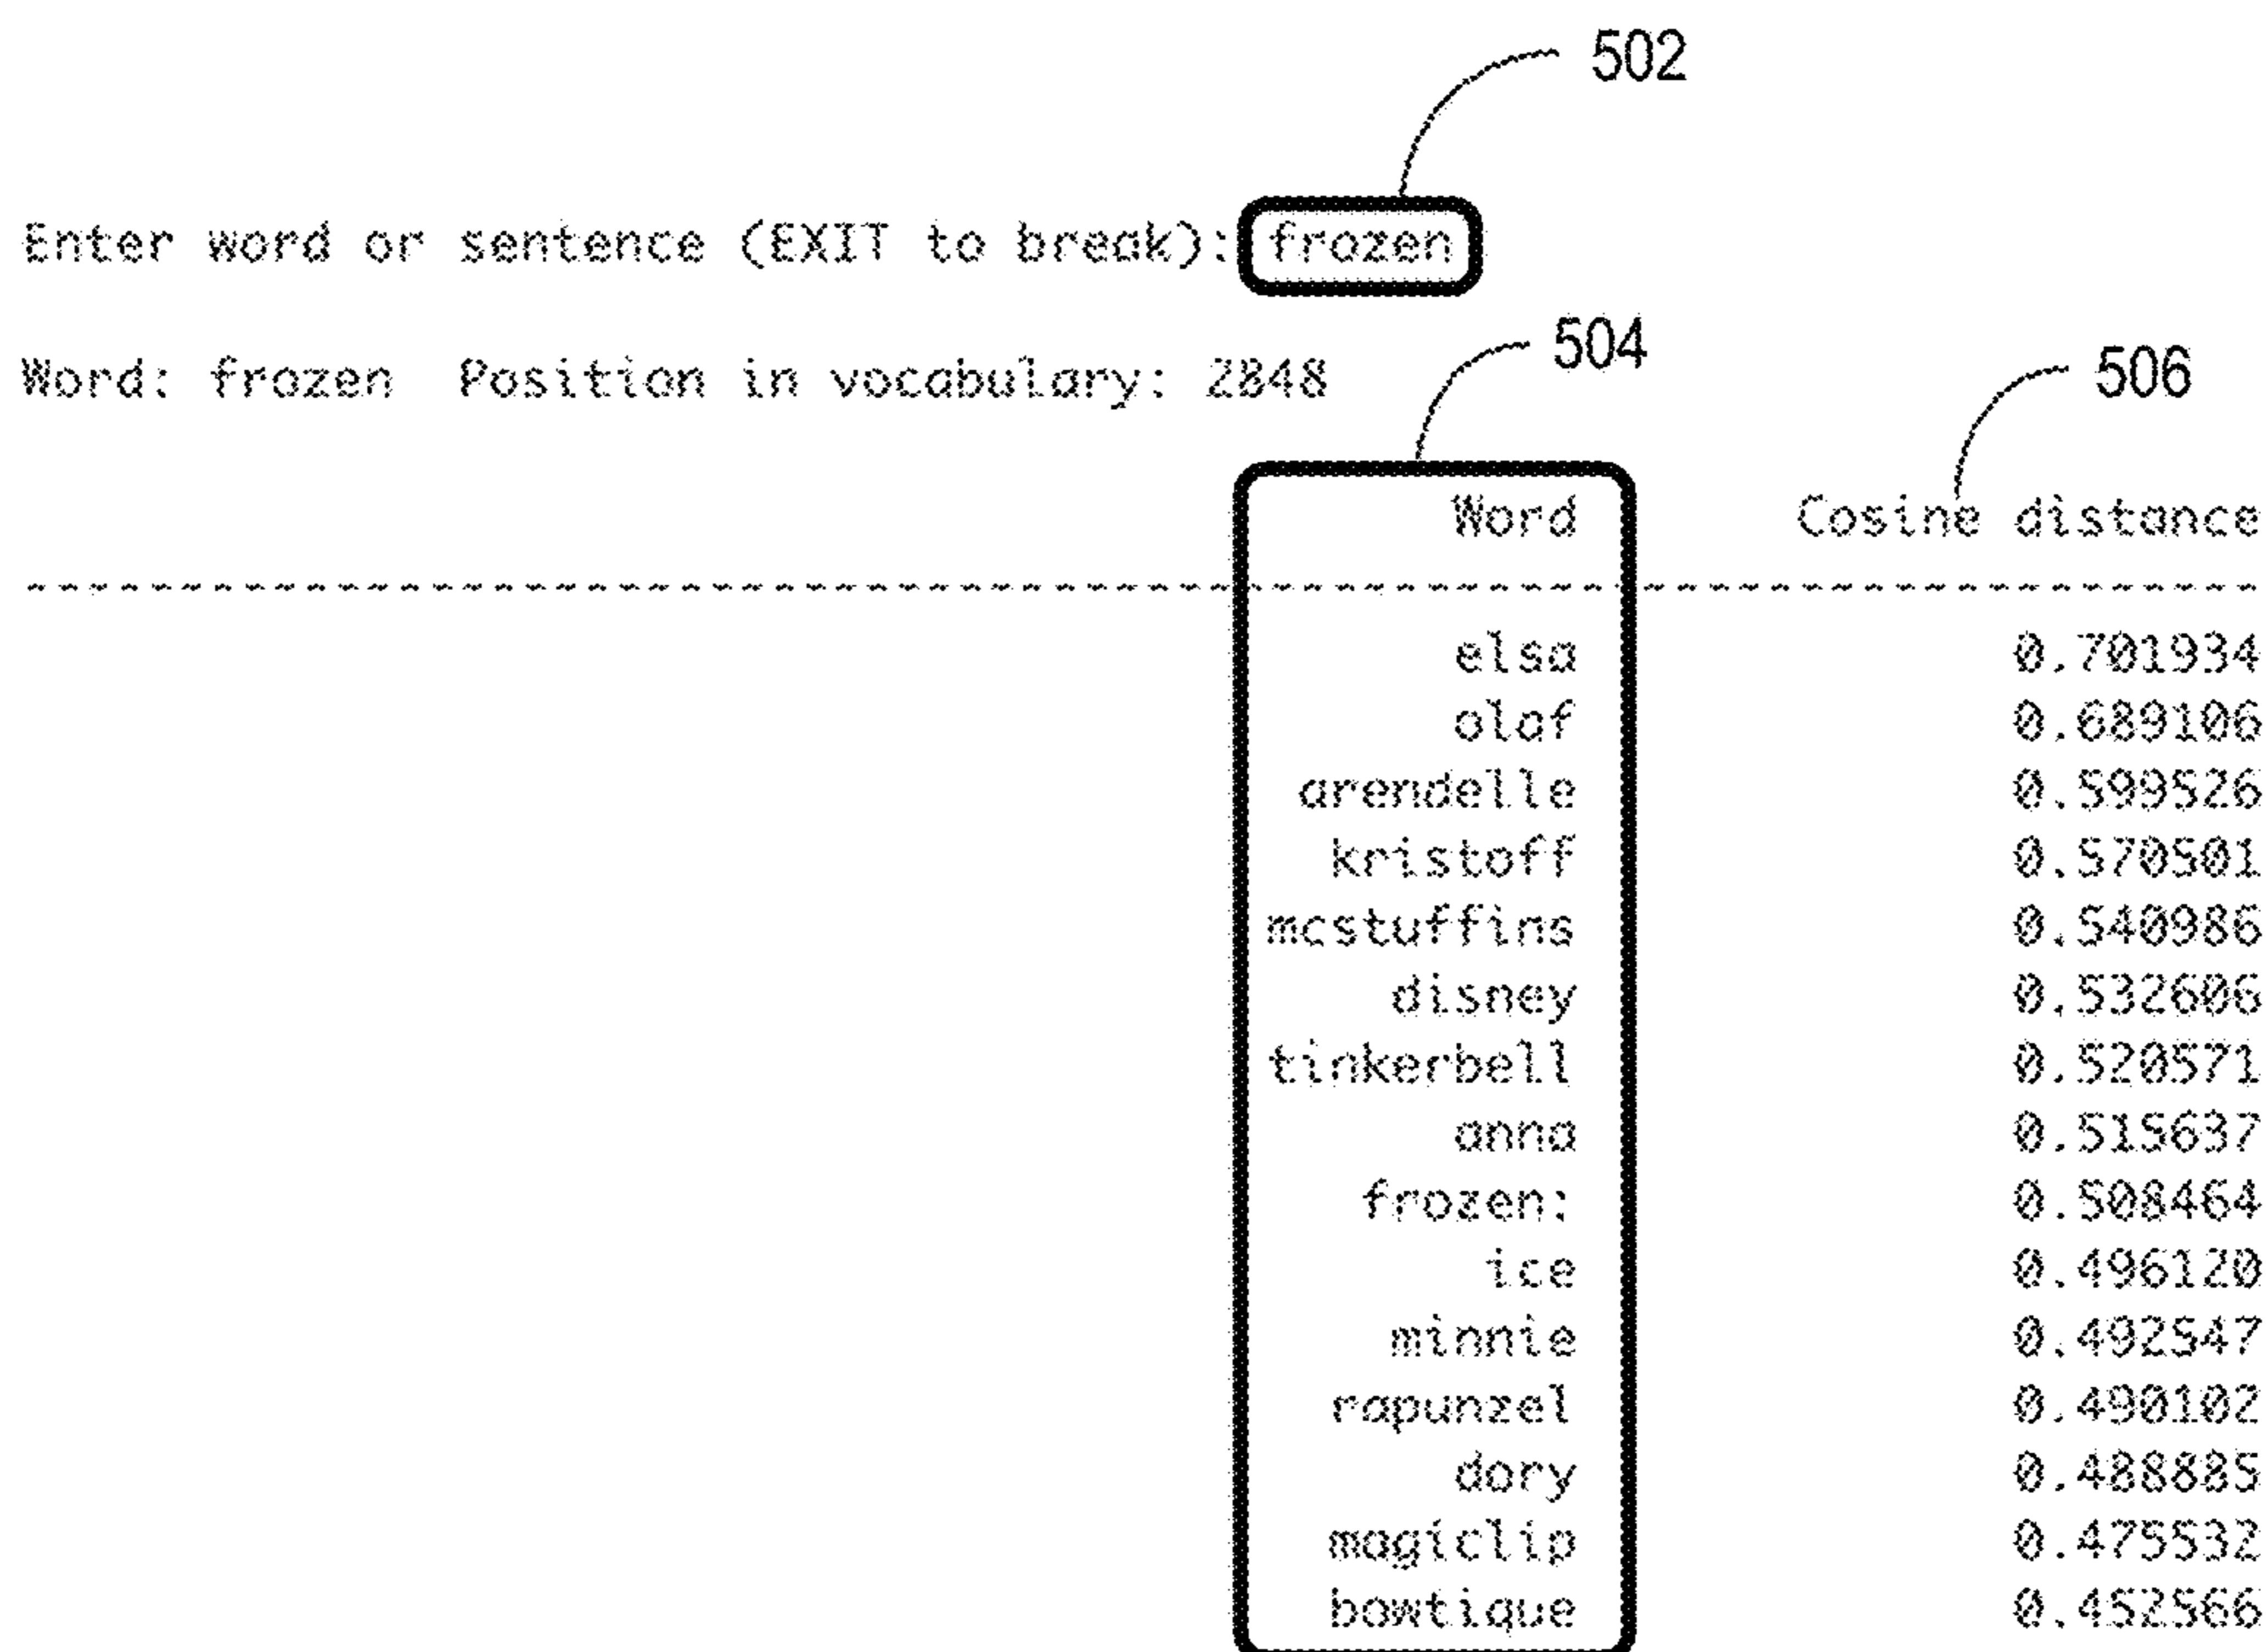 502
Enter word or sentence (EXIT to break): frozen
504
Word: frozen Position in vocabulary: 2848
506
Word Cosine distance
elsa 0.701934
olaf 0.689106
arendelle 0.599526
kristoff 0.570501
mcstuffins 0.540986
disney 0.532606
tinkerbell 0.520571
anna 0.515637
frozen: 0.508464
ice 0.496120
minnie 0.492547
rapunzel 0.490102
dory 0.488885
magiclip 0.475532
bowtique 0.452566